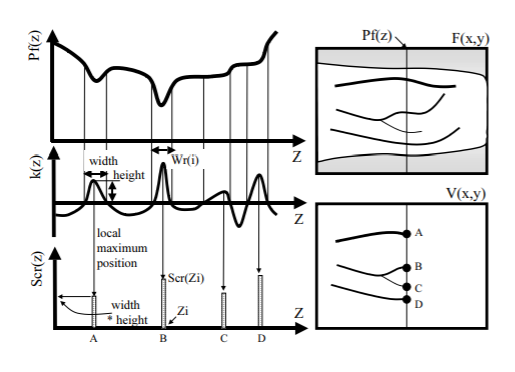 Pf(z)
Z
k(z)
width
height
Wr(i)
Z
local
maximum
position
Scr(z)
Scr(Zi)
width
* height
Zi
Z
A
B
C
D
Pf(z)
F(x,y)
V(x,y)
A
B
C
D